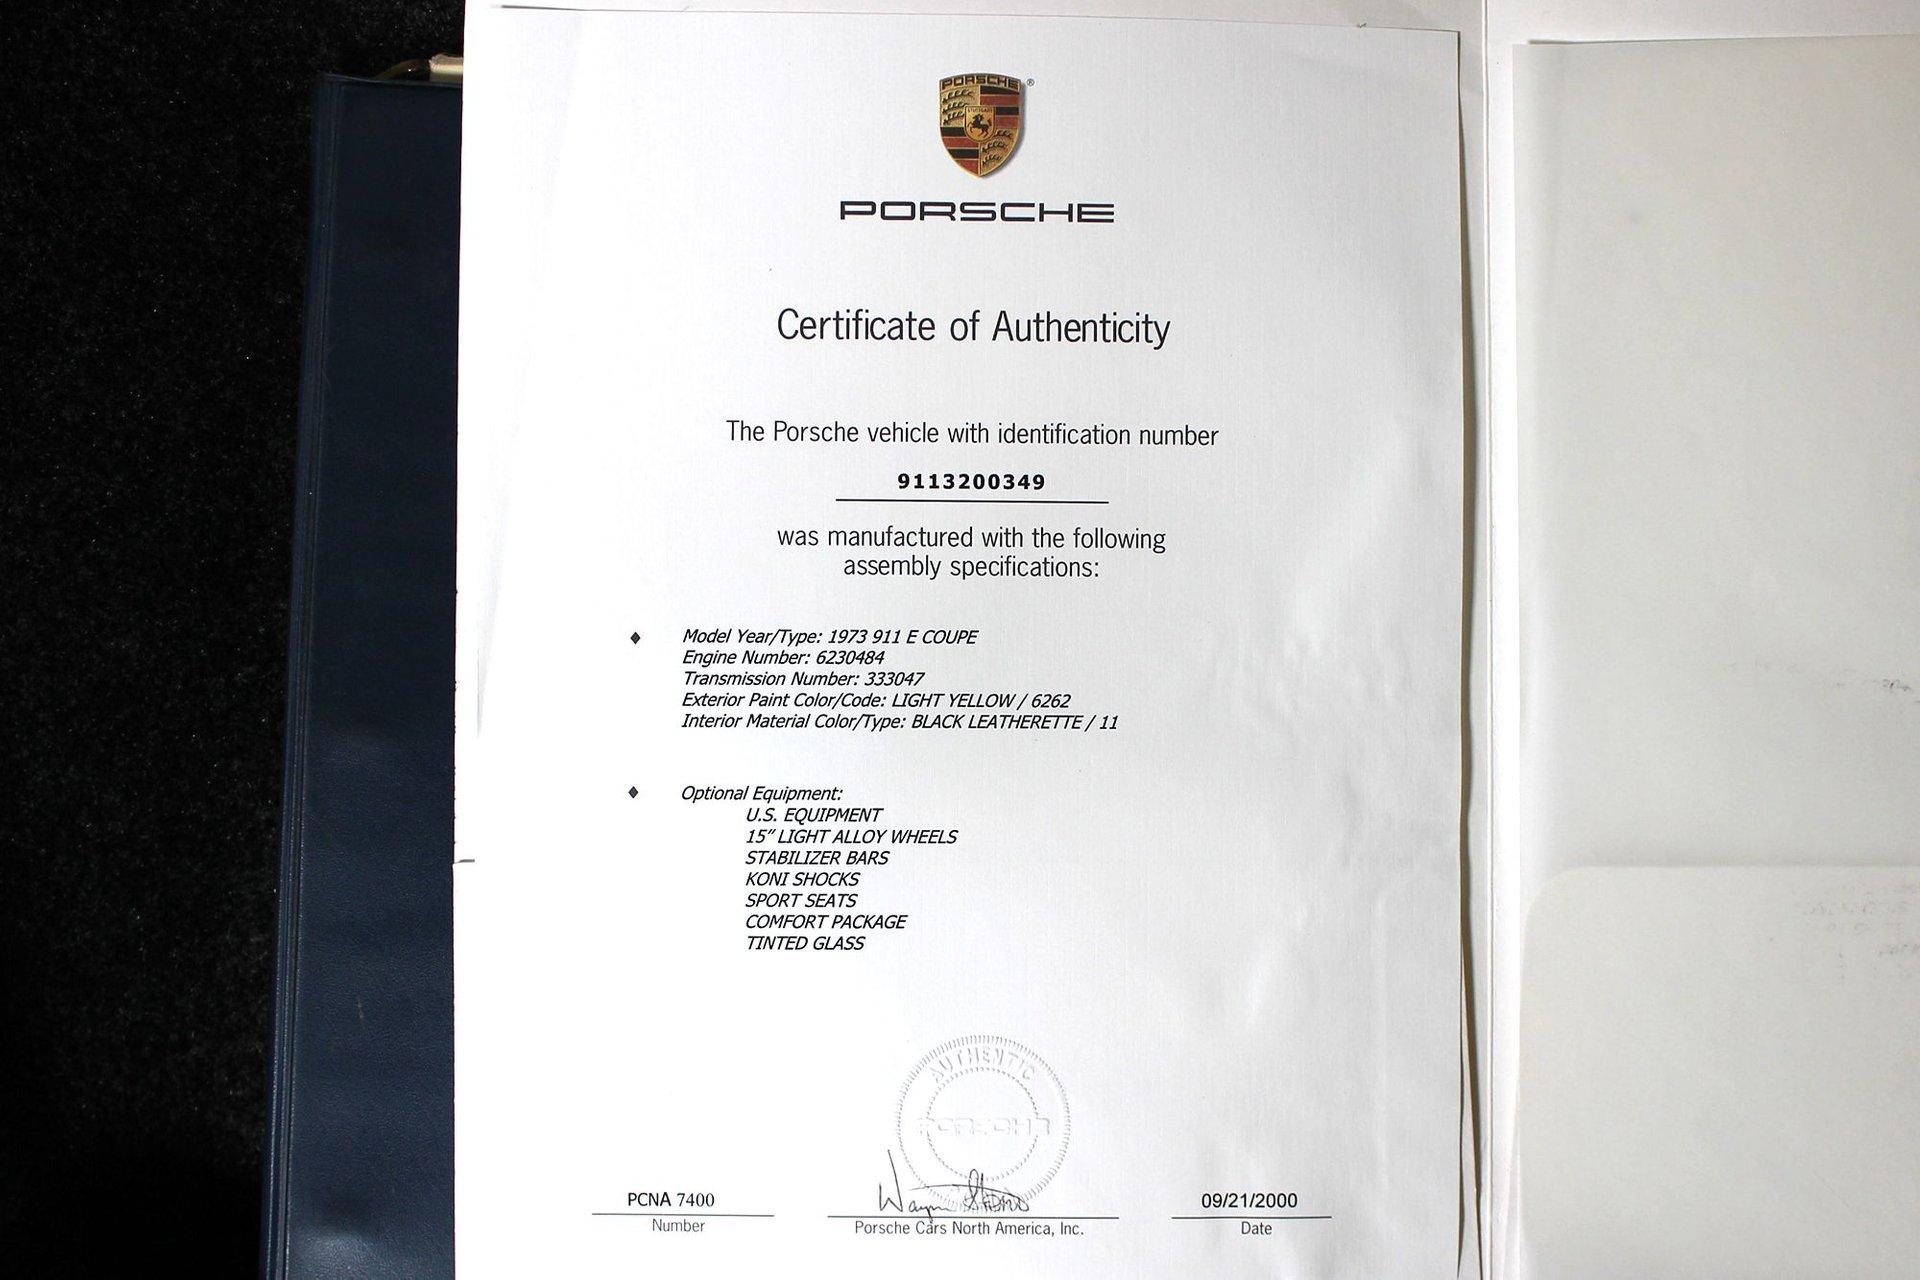 PORSCHE
PORSCHE
Certificate of Authenticity
The Porsche vehicle with identification number
9113200349
was manufactured with the following
assembly specifications:
♦ Model Year/Type: 1973 911 E COUPE
Engine Number: 6230484
Transmission Number: 333047
Exterior Paint Color/Code: LIGHT YELLOW / 6262
Interior Material Color/Type: BLACK LEATHERETTE / 11
♦ Optional Equipment:
U.S. EQUIPMENT
15” LIGHT ALLOY WHEELS
STABILIZER BARS
KONI SHOCKS
SPORT SEATS
COMFORT PACKAGE
TINTED GLASS
AUTHENTIC
PORSCHE
PCNA 7400
Number
Porsche Cars North America, Inc.
09/21/2000
Date